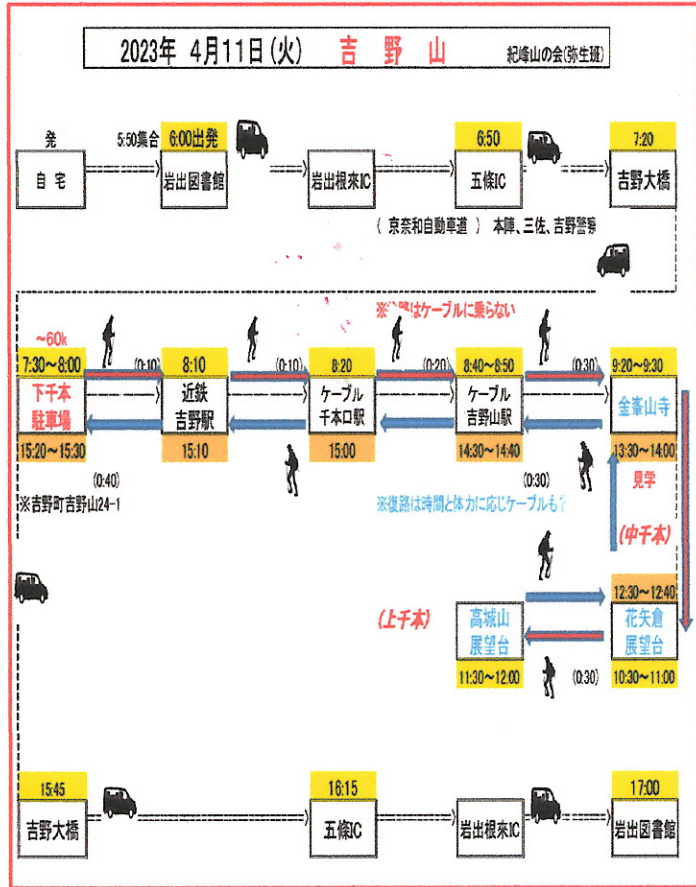 2023年 4月11日(火) 吉 野 山 紀峰山の会(弥生班)
発 5:50集合 6:00出発 6:50 7:20
自 宅 岩出図書館 岩出根来IC 五條IC 吉野大橋
( 京奈和自動車道 ) 本陣、三佐、吉野警察
はケーブルに乗らない
~60k
7:30~8:00 (0:10) 8:10 (0:10) 8:20 (0:20) 8:40~8:50 (0:30) 9:20~9:30
下千本 近鉄 ケーブル ケーブル 金峯山寺
駐車場 吉野駅 千本口駅 吉野山駅
15:20~15:30 15:10 15:00 14:30~14:40 13:30~14:00
(0:40) (0:30) 見学
※吉野町吉野山24-1 ※復路は時間と体力に応じケーブルも?
(中千本)
12:30~12:40
(上千本) 高城山 花矢倉
展望台 展望台
11:30~12:00 (0:30) 10:30~11:00
15:45 16:15 17:00
吉野大橋 五條IC 岩出根来IC 岩出図書館